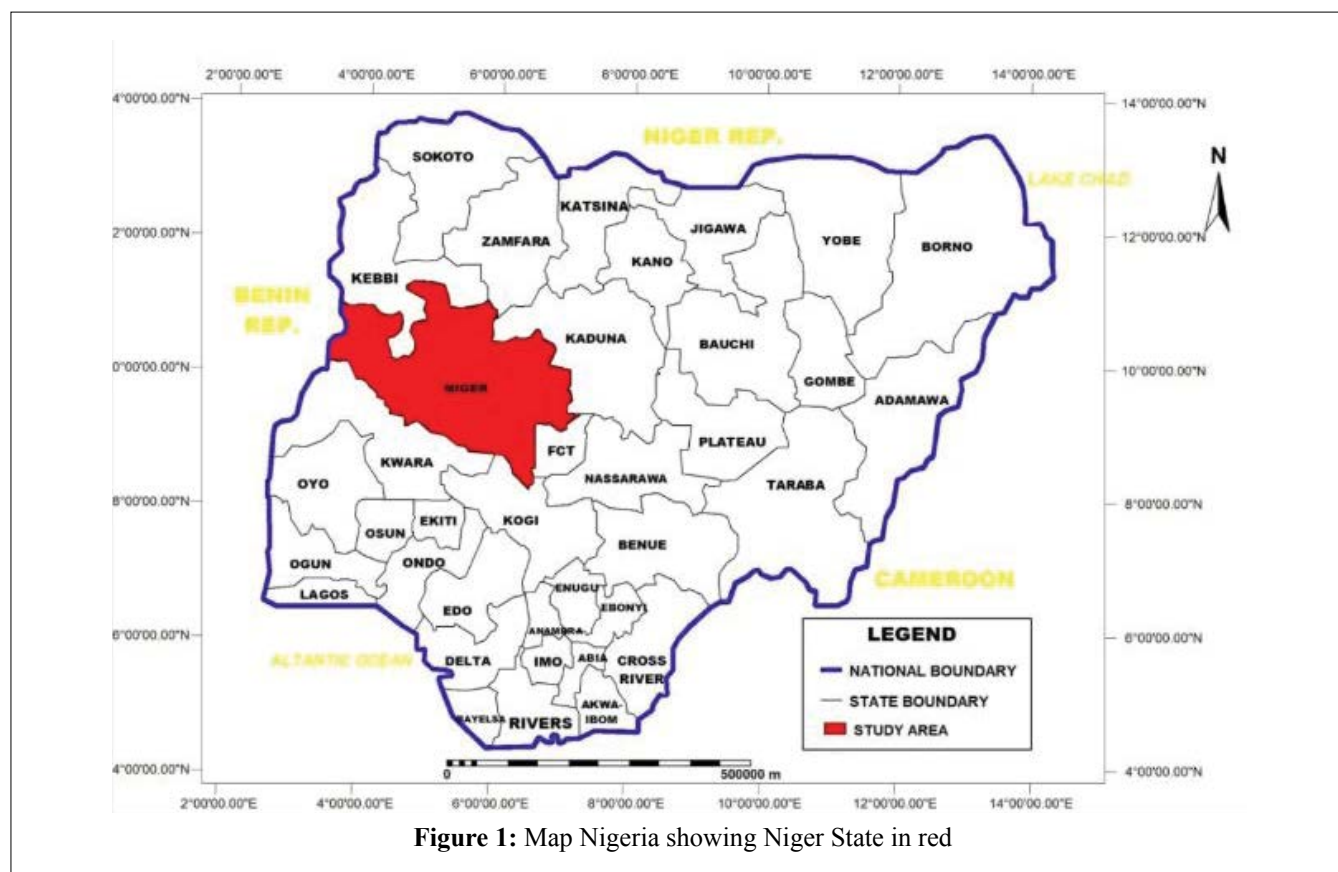 2°00'00.00"E 4°00'00.00"E 6°00'00.00"E 8°00'00.00"E 10°00'00.00"E 12°00'00.00"E 14°00'00.00"E
4°00'00.00"N 14°00'00.00"N
NIGER REP.
N
SOKOTO
LAKE CHAD
KATSINA
JIGAWA
2°00'00.00"N ZAMFARA YOBE 12°00'00.00"N
BORNO
KANO
KEBBI
BENIN
REP.
KADUNA
BAUCHI
0°00'00.00"N 10°00'00.00"N
GOMBE
NIGER
ADAMAWA
PLATEAU
FCT
KWARA
NASSARAWA
OYO TARABA
8°00'00.00"N 8°00'00.00"N
EKITI KOGI
OSUN
BENUE
OGUN ONDO
CAMEROON
ENUGU
LAGOS
EDO EBONYI
ANAMBRA
6°00'00.00"N LEGEND 6°00'00.00"N
ALTANTIC OCEAN DELTA IMO ABIA CROSS
RIVER
NATIONAL BOUNDARY
AKWA-
IBOM
STATE BOUNDARY
BAYELSA RIVERS
STUDY AREA
4°00'00.00"N 0 500000 m 4°00'00.00"N
2°00'00.00"E 4°00'00.00"E 6°00'00.00"E 8°00'00.00"E 10°00'00.00"E 12°00'00.00"E 14°00'00.00"E
Figure 1: Map Nigeria showing Niger State in red